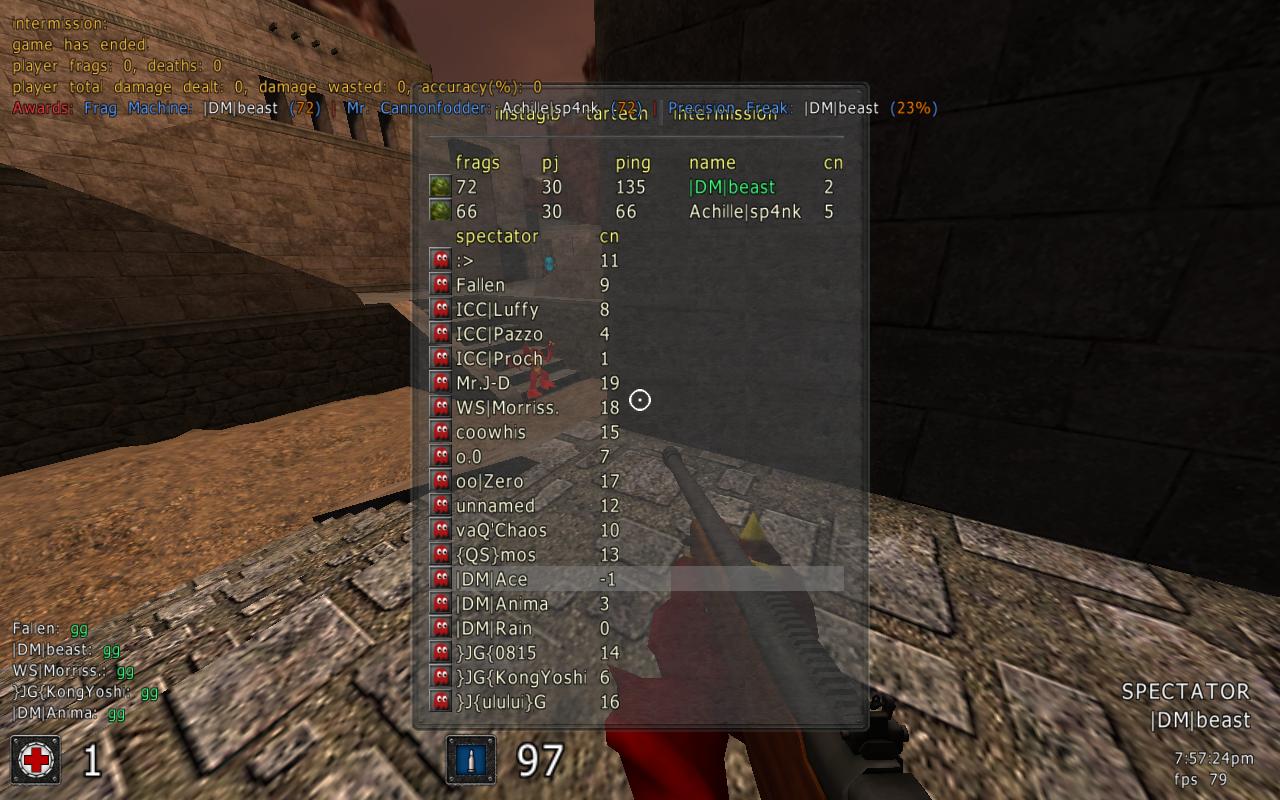 intermission:
game has ended
player frags: 0, deaths: 0
player total damage dealt: 0, damage wasted: 0, accuracy(%): 0
Awards: Frag Machine: |DM|beast (72) | Mr. Cannonfodder: Achille|sp4nk (72) | Precision Freak: |DM|beast (23%)
instagib tartech intermission
frags pj ping name cn
72 30 135 |DM|beast 2
66 30 66 Achille|sp4nk 5
spectator cn
:> 11
Fallen 9
ICC|Luffy 8
ICC|Pazzo 4
ICC|Proch 1
Mr.J-D 19
WS|Morriss. 18
coowhis 15
o.0 7
oo|Zero 17
unnamed 12
vaQ'Chaos 10
{QS}mos 13
|DM|Ace -1
|DM|Anima 3
|DM|Rain 0
}JG{0815 14
}JG{KongYoshi 6
}J{ululu}G 16
Fallen: gg
|DM|beast: gg
WS|Morriss.: gg
}JG{KongYoshi: gg
|DM|Anima: gg
1
97
SPECTATOR
|DM|beast
7:57:24pm
fps 79